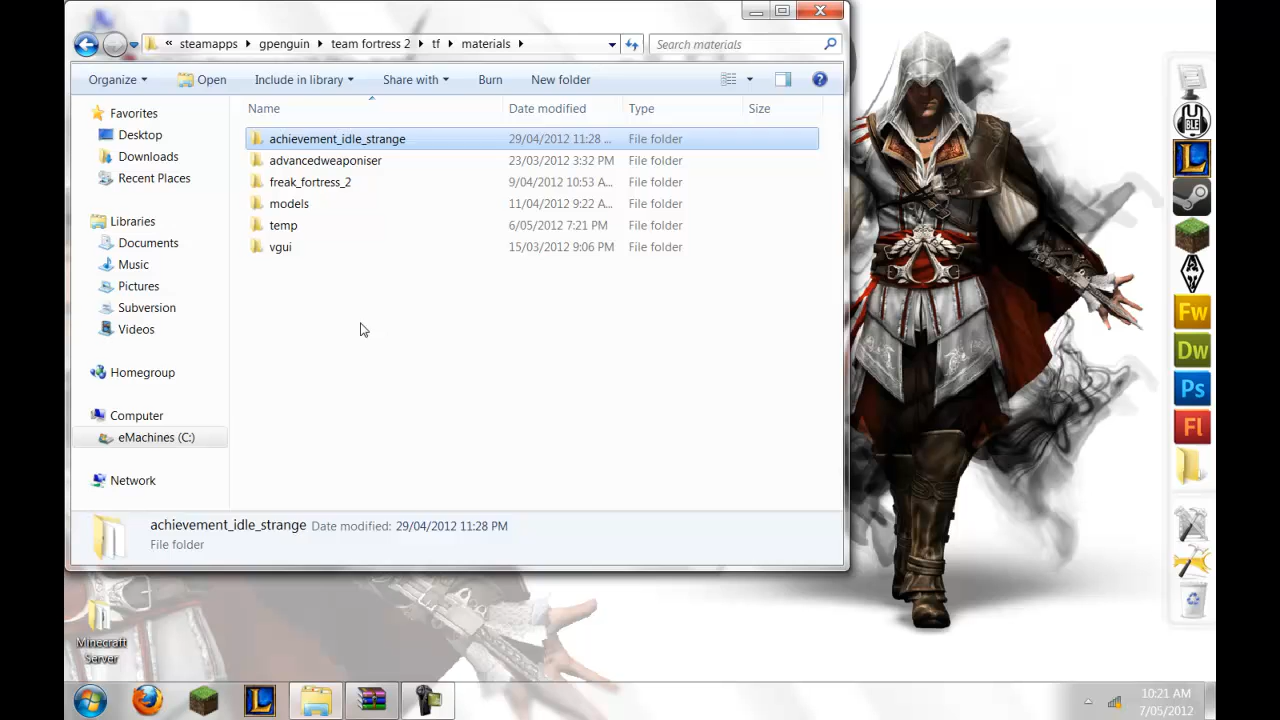 « steamapps gpenguin team fortress 2 tf materials
Search materials
Organize Open Include in library Share with Burn New folder
Name Date modified Type Size
Favorites
Desktop
Downloads
Recent Places
Libraries
Documents
Music
Pictures
Subversion
Videos
Homegroup
Computer
eMachines (C:)
Network
achievement_idle_strange 29/04/2012 11:28 ... File folder
advancedweaponiser 23/03/2012 3:32 PM File folder
freak_fortress_2 9/04/2012 10:53 A... File folder
models 11/04/2012 9:22 A... File folder
temp 6/05/2012 7:21 PM File folder
vgui 15/03/2012 9:06 PM File folder
achievement_idle_strange Date modified: 29/04/2012 11:28 PM
File folder
BLE
L
Fw
Dw
Ps
Fl
Minecraft
Server
L
10:21 AM
7/05/2012